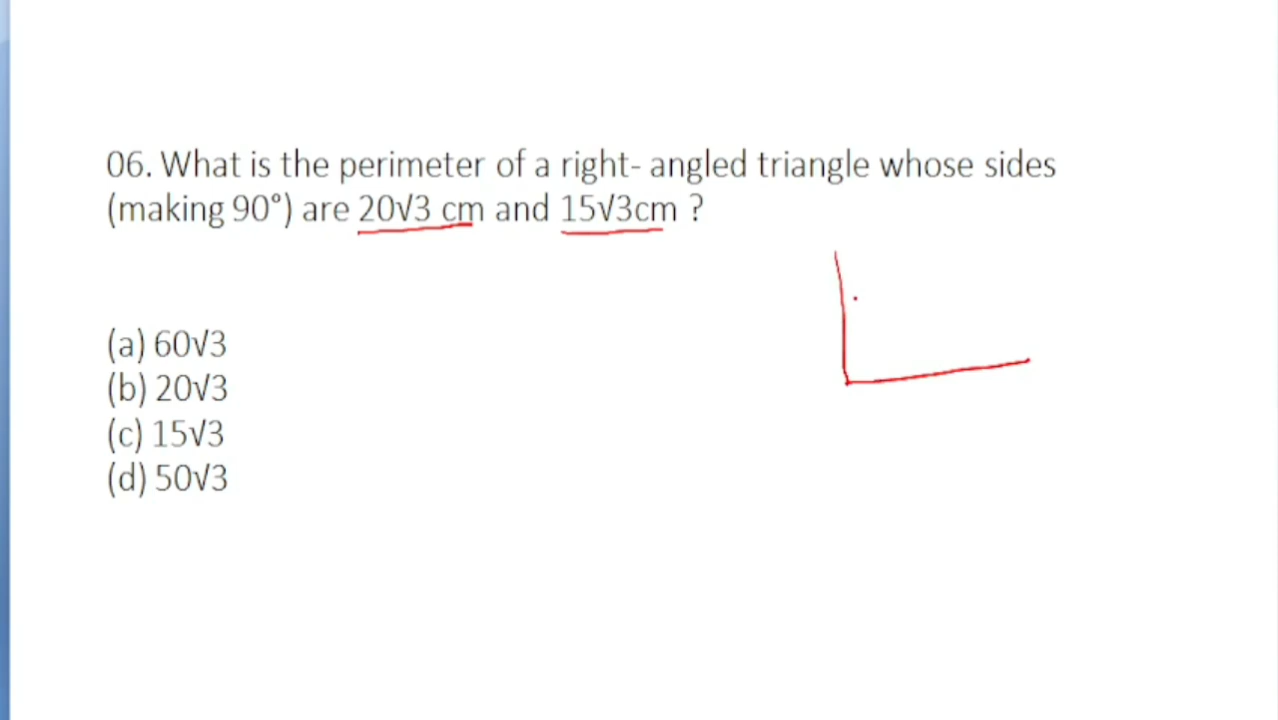 06. What is the perimeter of a right- angled triangle whose sides
(making 90°) are 20√3 cm and 15√3cm ?
(a) 60√3
(b) 20√3
(c) 15√3
(d) 50√3